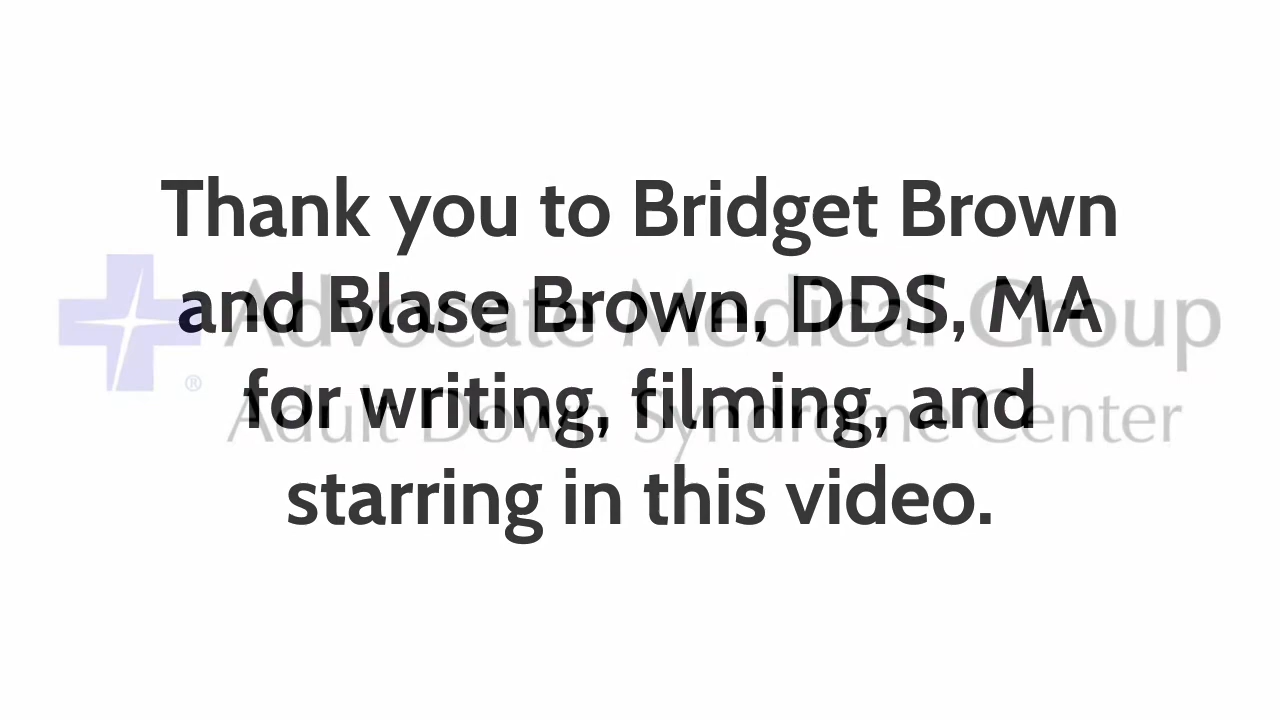 Thank you to Bridget Brown
and Blase Brown, DDS, MA
for writing, filming, and
starring in this video.
Advocate Medical Group
®
Adult Down Syndrome Center